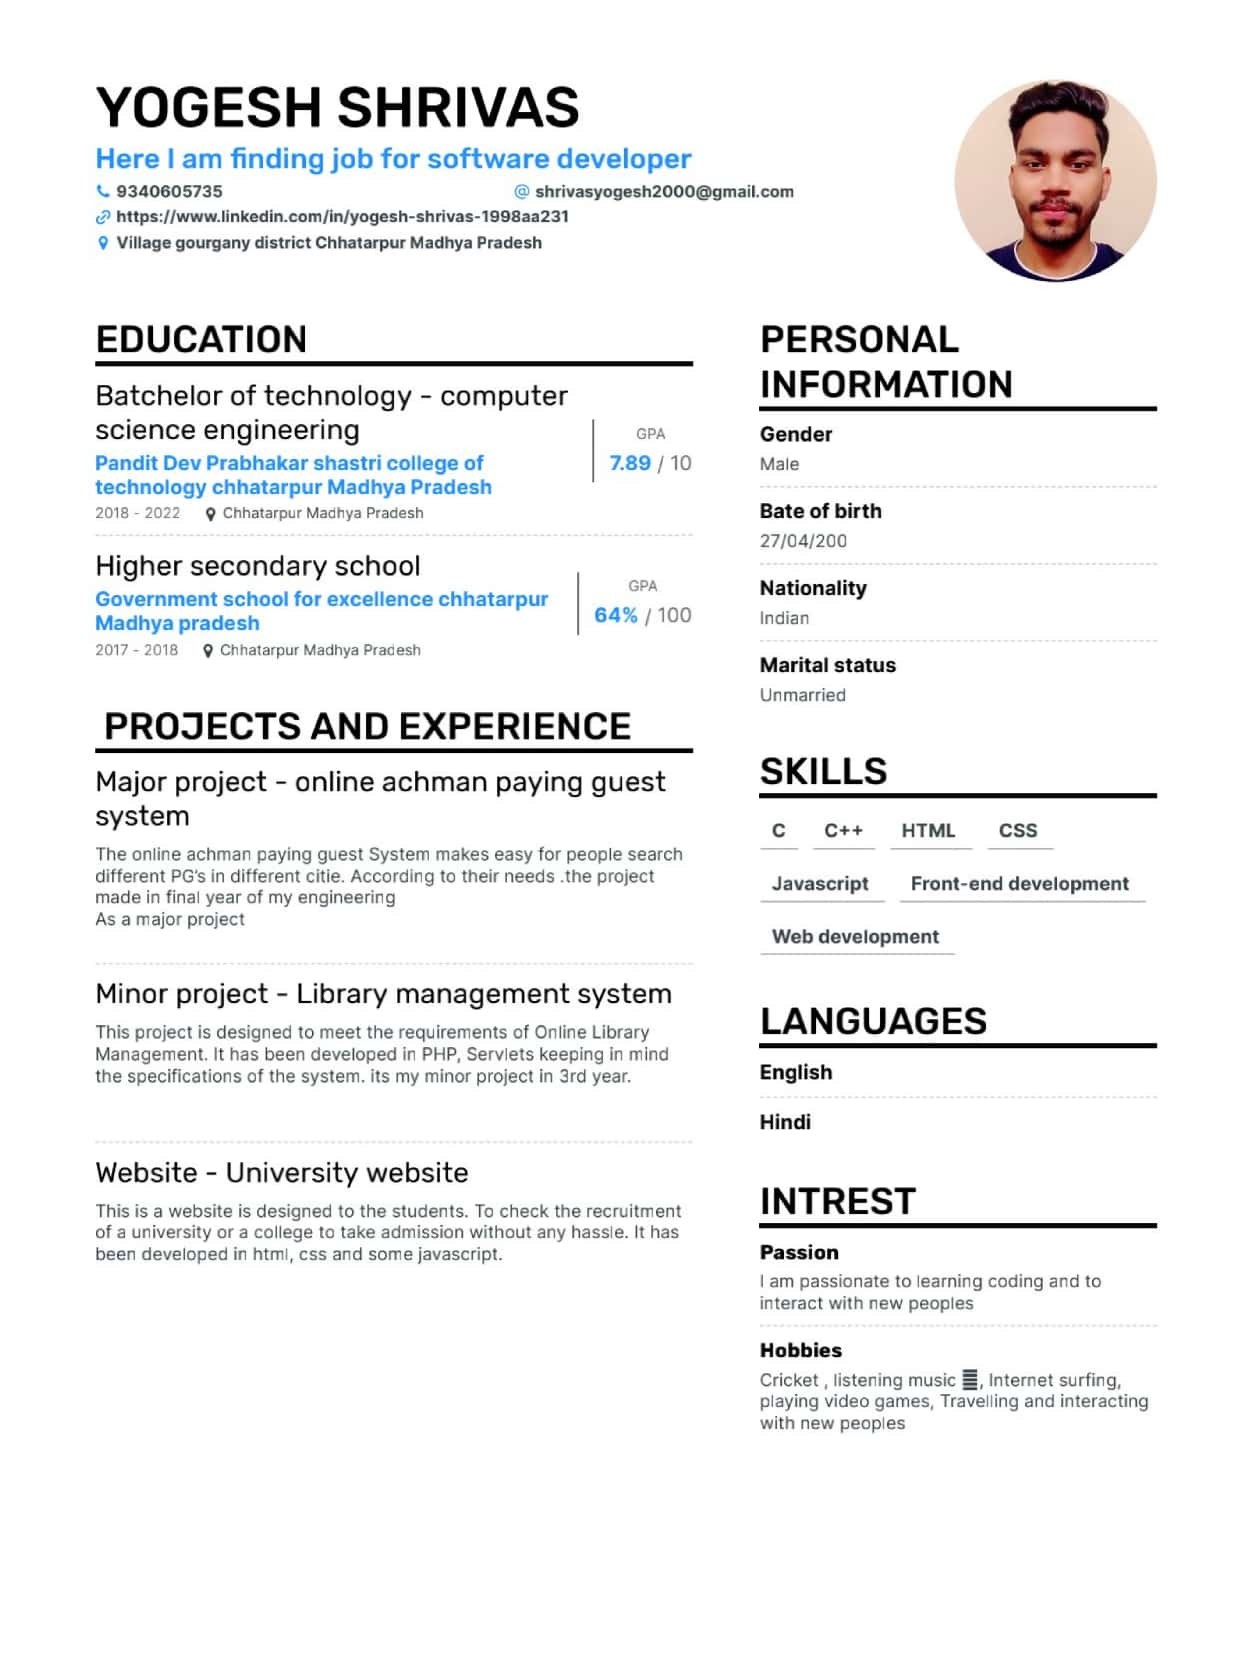 YOGESH SHRIVAS
Here I am finding job for software developer
9340605735
@ shrivasyogesh2000@gmail.com
https://www.linkedin.com/in/yogesh-shrivas-1998aa231
Village gourgany district Chhatarpur Madhya Pradesh
EDUCATION
Batchelor of technology - computer
science engineering
Pandit Dev Prabhakar shastri college of
technology chhatarpur Madhya Pradesh
2018 - 2022 Chhatarpur Madhya Pradesh
GPA
7.89 / 10
Higher secondary school
Government school for excellence chhatarpur
Madhya pradesh
2017 - 2018 Chhatarpur Madhya Pradesh
GPA
64% / 100
PROJECTS AND EXPERIENCE
Major project - online achman paying guest
system
The online achman paying guest System makes easy for people search
different PG's in different citie. According to their needs .the project
made in final year of my engineering
As a major project
Minor project - Library management system
This project is designed to meet the requirements of Online Library
Management. It has been developed in PHP, Servlets keeping in mind
the specifications of the system. its my minor project in 3rd year.
Website - University website
This is a website is designed to the students. To check the recruitment
of a university or a college to take admission without any hassle. It has
been developed in html, css and some javascript.
PERSONAL
INFORMATION
Gender
Male
Bate of birth
27/04/200
Nationality
Indian
Marital status
Unmarried
SKILLS
C C++ HTML CSS
Javascript Front-end development
Web development
LANGUAGES
English
Hindi
INTREST
Passion
I am passionate to learning coding and to
interact with new peoples
Hobbies
Cricket , listening music , Internet surfing,
playing video games, Travelling and interacting
with new peoples